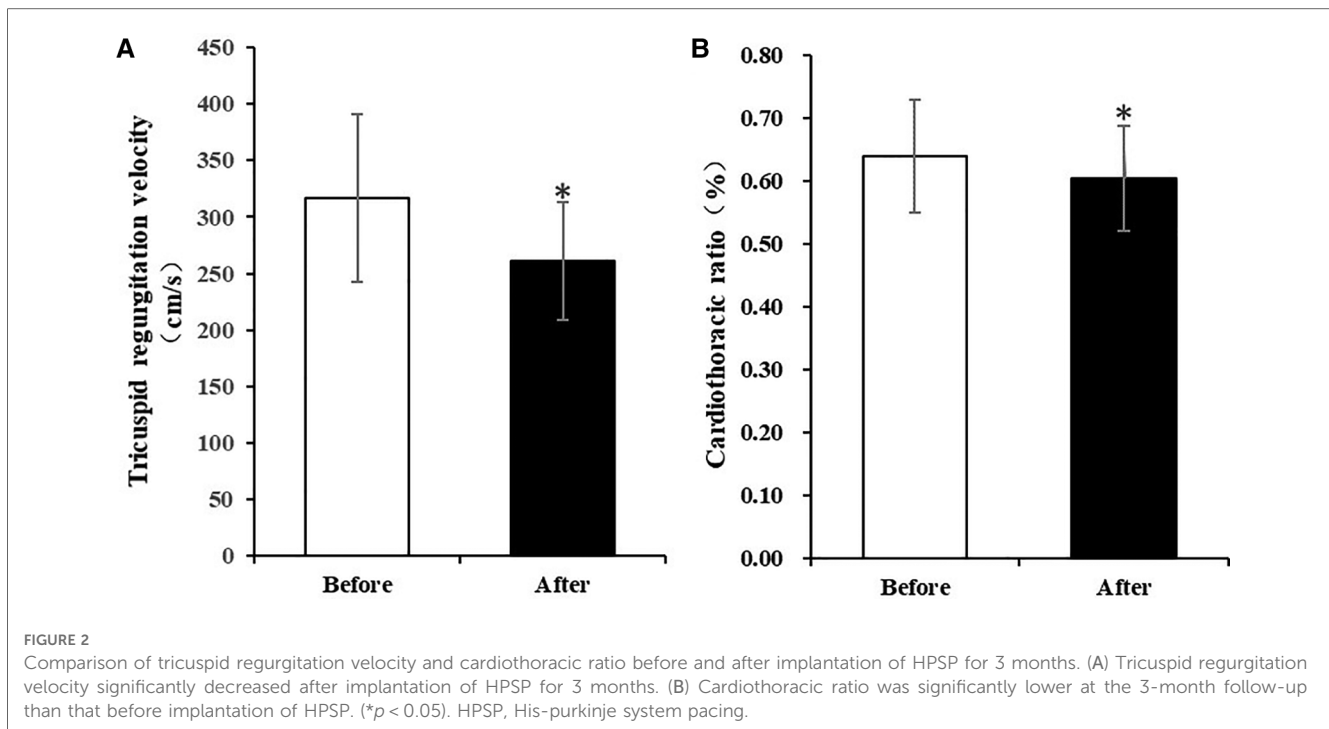 A
450
400
350
300
250
200
150
100
50
0
Tricuspid regurgitation velocity
（cm/s）
*
Before
After
B
0.80
0.70
0.60
0.50
0.40
0.30
0.20
0.10
0.00
Cardiothoracic ratio（%）
*
Before
After
FIGURE 2
Comparison of tricuspid regurgitation velocity and cardiothoracic ratio before and after implantation of HPSP for 3 months. (A) Tricuspid regurgitation
velocity significantly decreased after implantation of HPSP for 3 months. (B) Cardiothoracic ratio was significantly lower at the 3-month follow-up
than that before implantation of HPSP. (*p < 0.05). HPSP, His-purkinje system pacing.